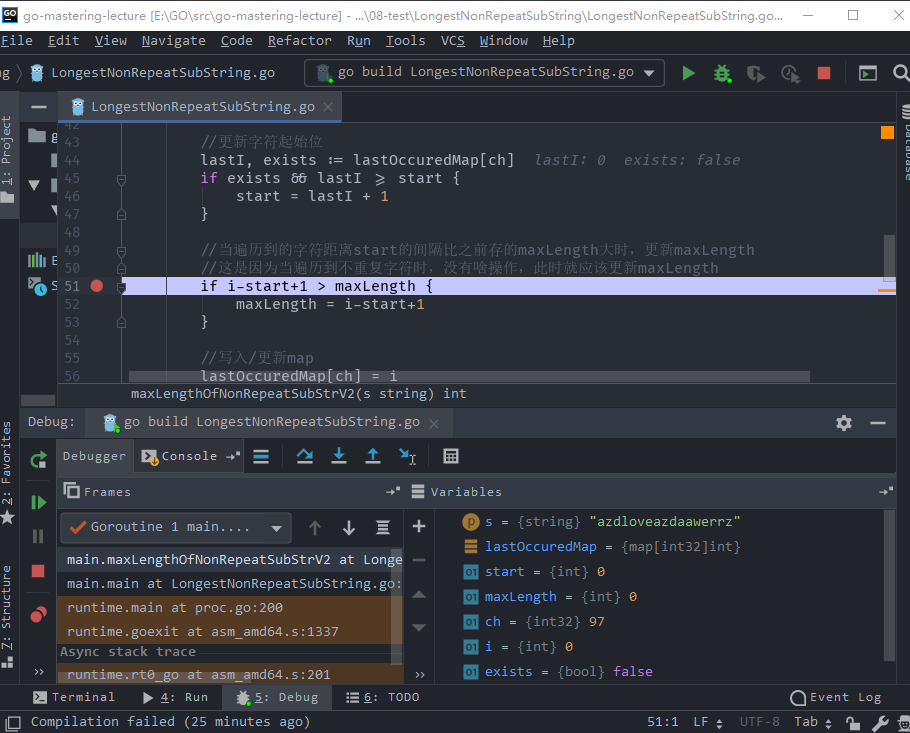 go-mastering-lecture [E:\GO\src\go-mastering-lecture] - ...\08-test\LongestNonRepeatSubString\LongestNonRepeatSubString.go...
File Edit View Navigate Code Refactor Run Tools VCS Window Help
LongestNonRepeatSubString.go
go build LongestNonRepeatSubString.go
LongestNonRepeatSubString.go
1: Project
Database
42
43 //更新字符起始位
44 lastI, exists := lastOccuredMap[ch] lastI: 0 exists: false
45 if exists && lastI >= start {
46 start = lastI + 1
47 }
48
49 //当遍历到的字符距离start的间隔比之前存的maxLength大时，更新maxLength
50 //这是因为当遍历到不重复字符时，没有啥操作，此时就应该更新maxLength
51 if i-start+1 > maxLength {
52 maxLength = i-start+1
53 }
54
55 //写入/更新map
56 lastOccuredMap[ch] = i
maxLengthOfNonRepeatSubStrV2(s string) int
Debug: go build LongestNonRepeatSubString.go
Debugger Console
Frames
Variables
Goroutine 1 main....
main.maxLengthOfNonRepeatSubStrV2 at Longe
main.main at LongestNonRepeatSubString.go:
runtime.main at proc.go:200
runtime.goexit at asm_amd64.s:1337
Async stack trace
runtime.rt0_go at asm_amd64.s:201
s = {string} "azdloveazdaawerrz"
lastOccuredMap = {map[int32]int}
start = {int} 0
maxLength = {int} 0
ch = {int32} 97
i = {int} 0
exists = {bool} false
2: Favorites
Z: Structure
Terminal 4: Run 5: Debug 6: TODO Event Log
Compilation failed (25 minutes ago) 51:1 LF UTF-8 Tab